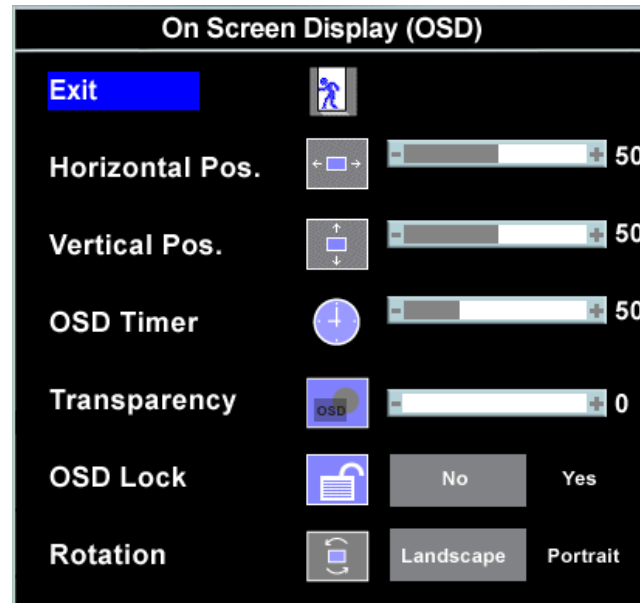 On Screen Display (OSD)
Exit
Horizontal Pos. - + 50
Vertical Pos. - + 50
OSD Timer - + 50
Transparency OSD - + 0
OSD Lock No Yes
Rotation Landscape Portrait